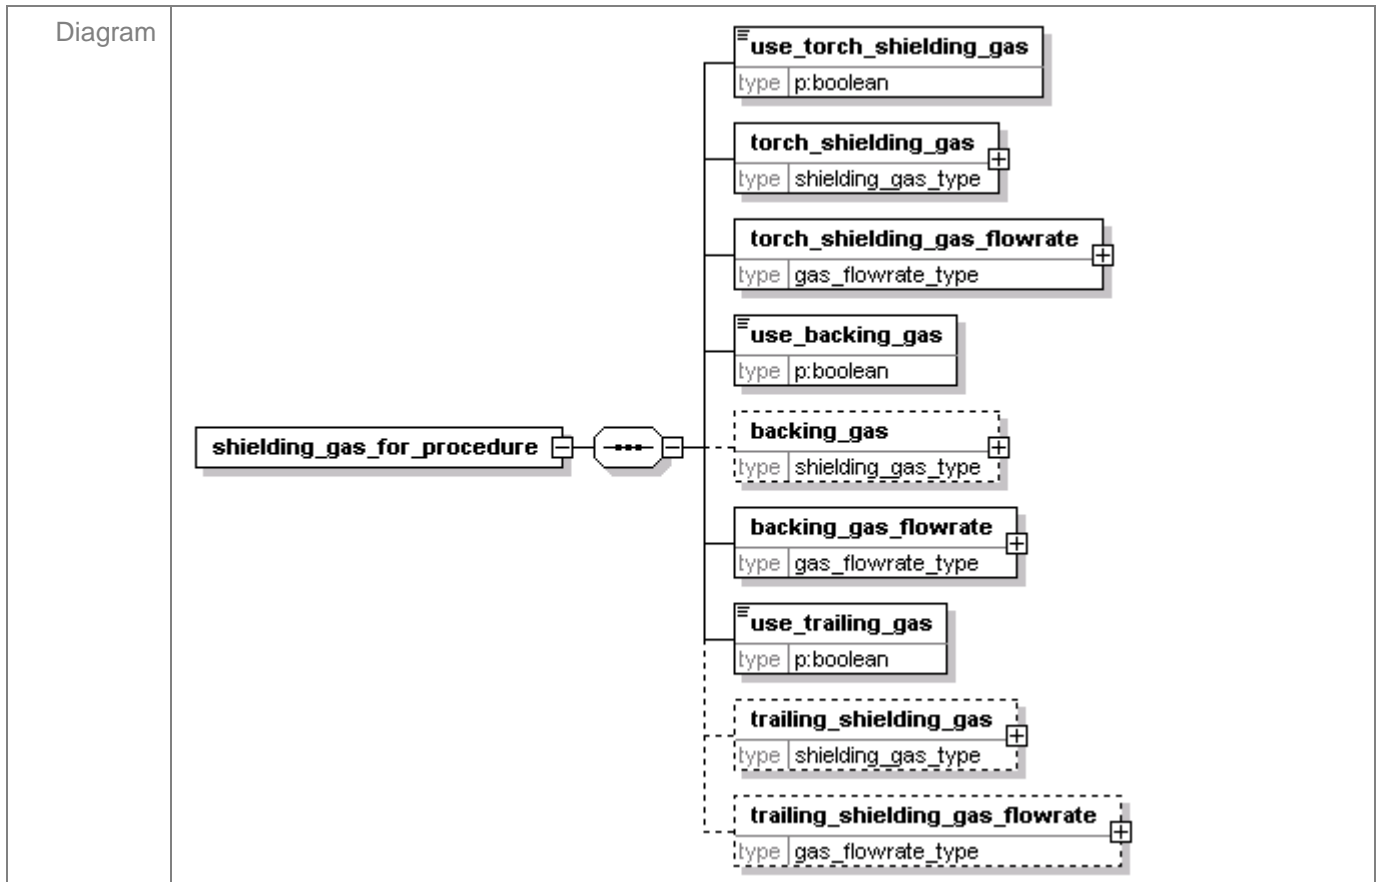 Diagram
use_torch_shielding_gas
type p:boolean
torch_shielding_gas
type shielding_gas_type
torch_shielding_gas_flowrate
type gas_flowrate_type
use_backing_gas
type p:boolean
shielding_gas_for_procedure
backing_gas
type shielding_gas_type
backing_gas_flowrate
type gas_flowrate_type
use_trailing_gas
type p:boolean
trailing_shielding_gas
type shielding_gas_type
trailing_shielding_gas_flowrate
type gas_flowrate_type